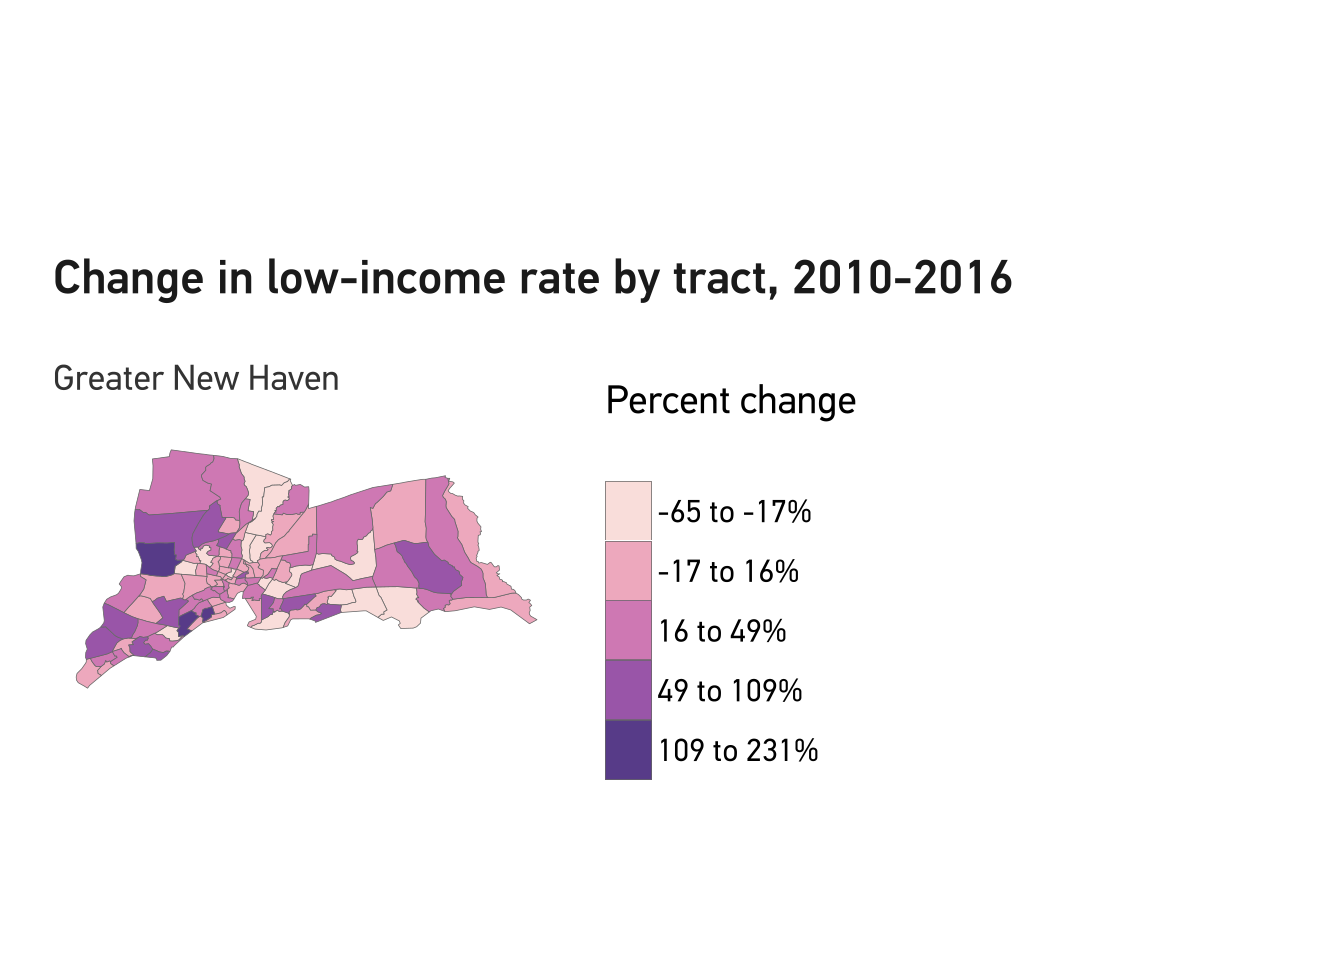 Change in low-income rate by tract, 2010-2016
Greater New Haven
Percent change
-65 to -17%
-17 to 16%
16 to 49%
49 to 109%
109 to 231%